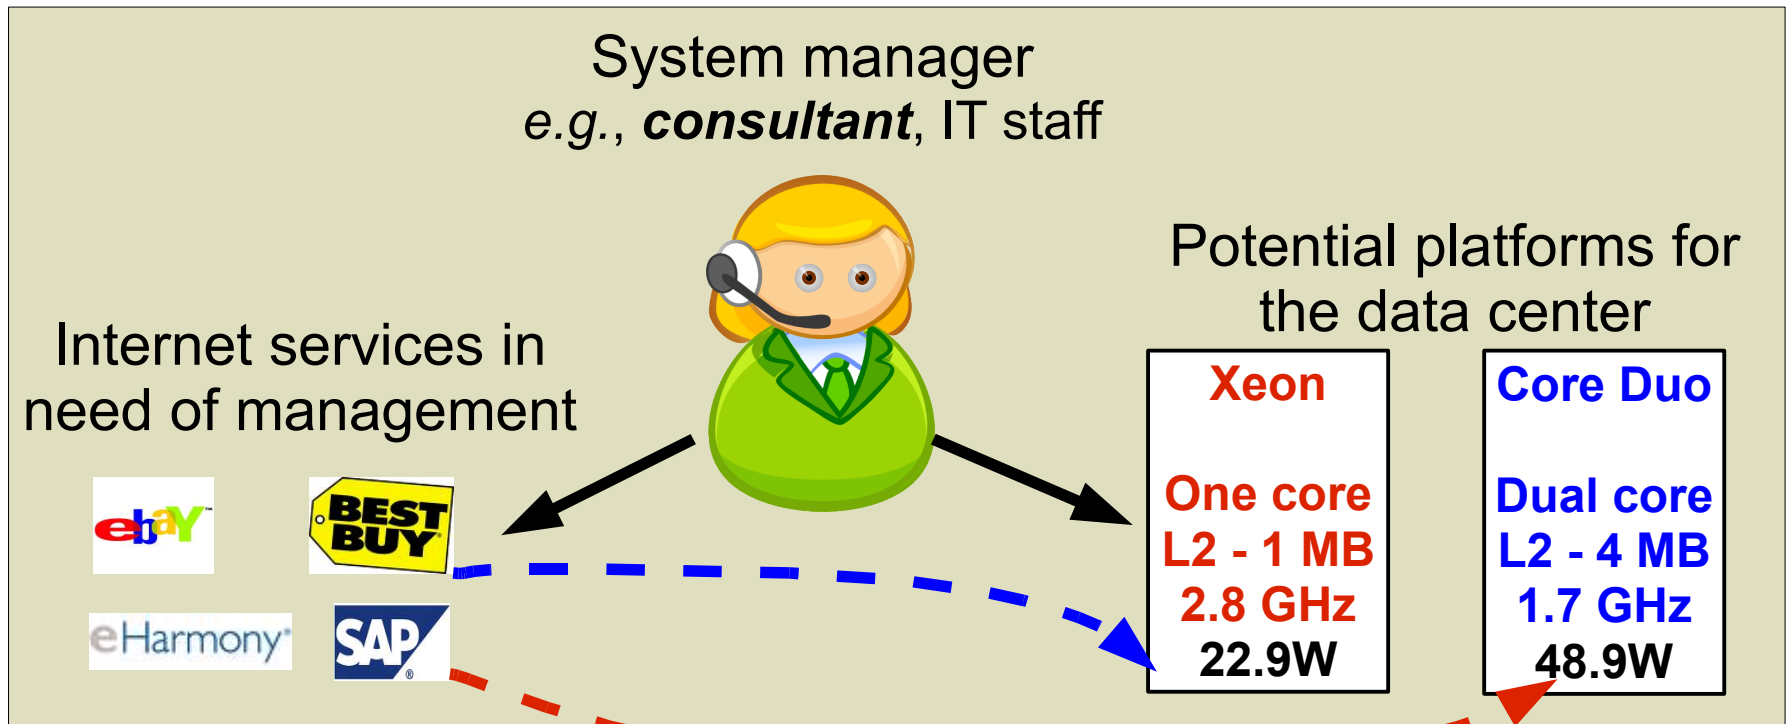 System manager
e.g., consultant, IT staff
Potential platforms for
the data center
Internet services in
need of management
ebaY™
BEST
BUY
eHarmony®
SAP®
Xeon
One core
L2 - 1 MB
2.8 GHz
22.9W
Core Duo
Dual core
L2 - 4 MB
1.7 GHz
48.9W